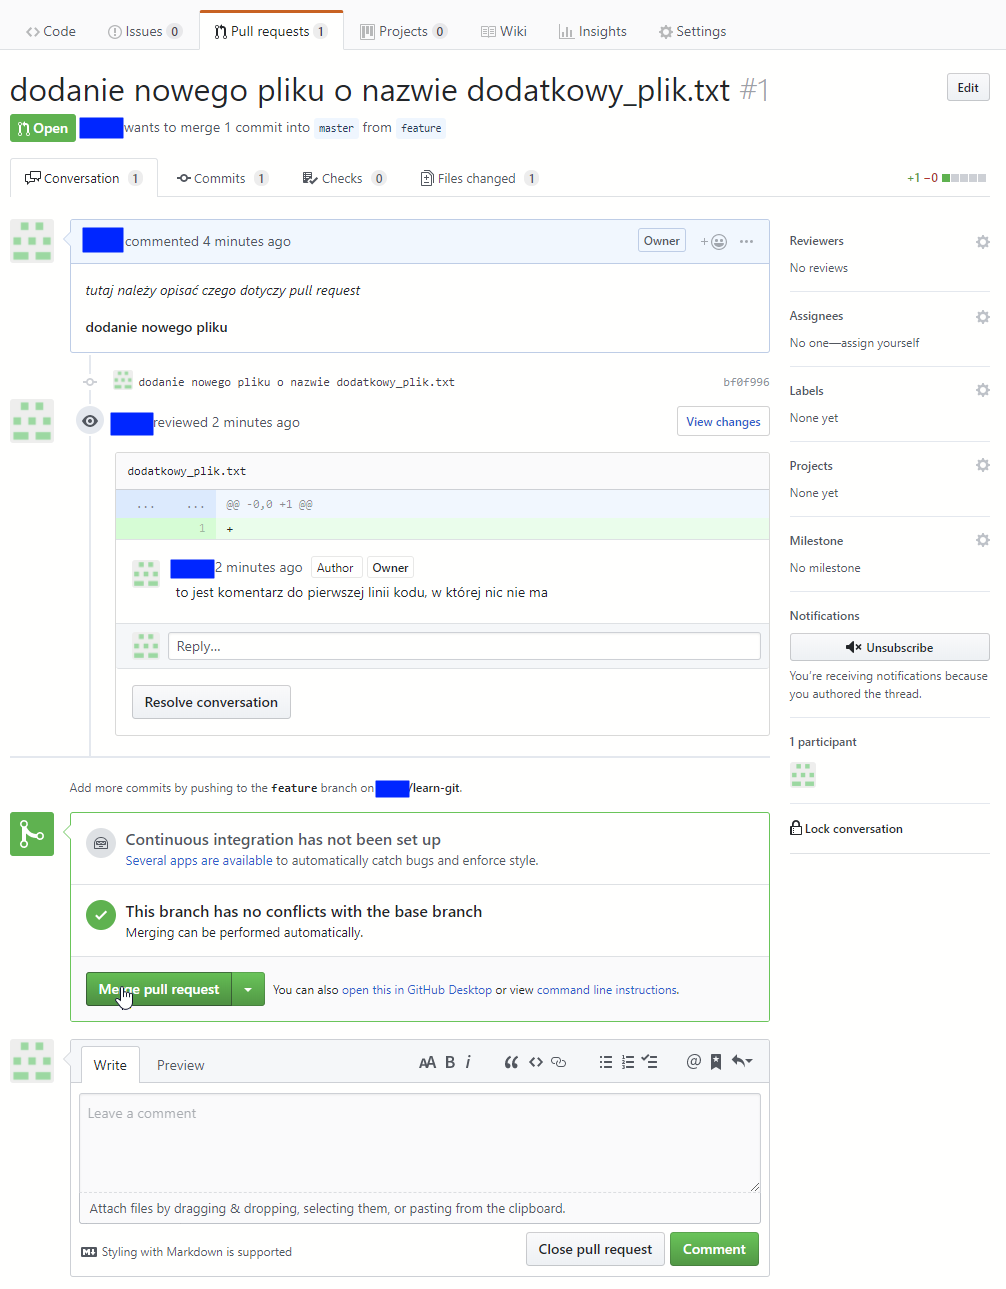 Code Issues 0 Pull requests 1 Projects 0 Wiki Insights Settings
dodanie nowego pliku o nazwie dodatkowy_plik.txt #1
Edit
Open wants to merge 1 commit into master from feature
Conversation 1 Commits 1 Checks 0 Files changed 1 +1 −0
commented 4 minutes ago Owner
tutaj należy opisać czego dotyczy pull request
dodanie nowego pliku
dodanie nowego pliku o nazwie dodatkowy_plik.txt bf0f996
reviewed 2 minutes ago View changes
dodatkowy_plik.txt
... ... @@ -0,0 +1 @@
1 +
2 minutes ago Author Owner
to jest komentarz do pierwszej linii kodu, w której nic nie ma
Reply...
Resolve conversation
Reviewers
No reviews
Assignees
No one—assign yourself
Labels
None yet
Projects
None yet
Milestone
No milestone
Notifications
Unsubscribe
You're receiving notifications because
you authored the thread.
1 participant
Lock conversation
Add more commits by pushing to the feature branch on /learn-git.
Continuous integration has not been set up
Several apps are available to automatically catch bugs and enforce style.
This branch has no conflicts with the base branch
Merging can be performed automatically.
Merge pull request You can also open this in GitHub Desktop or view command line instructions.
Write Preview
Leave a comment
Attach files by dragging & dropping, selecting them, or pasting from the clipboard.
Styling with Markdown is supported
Close pull request Comment